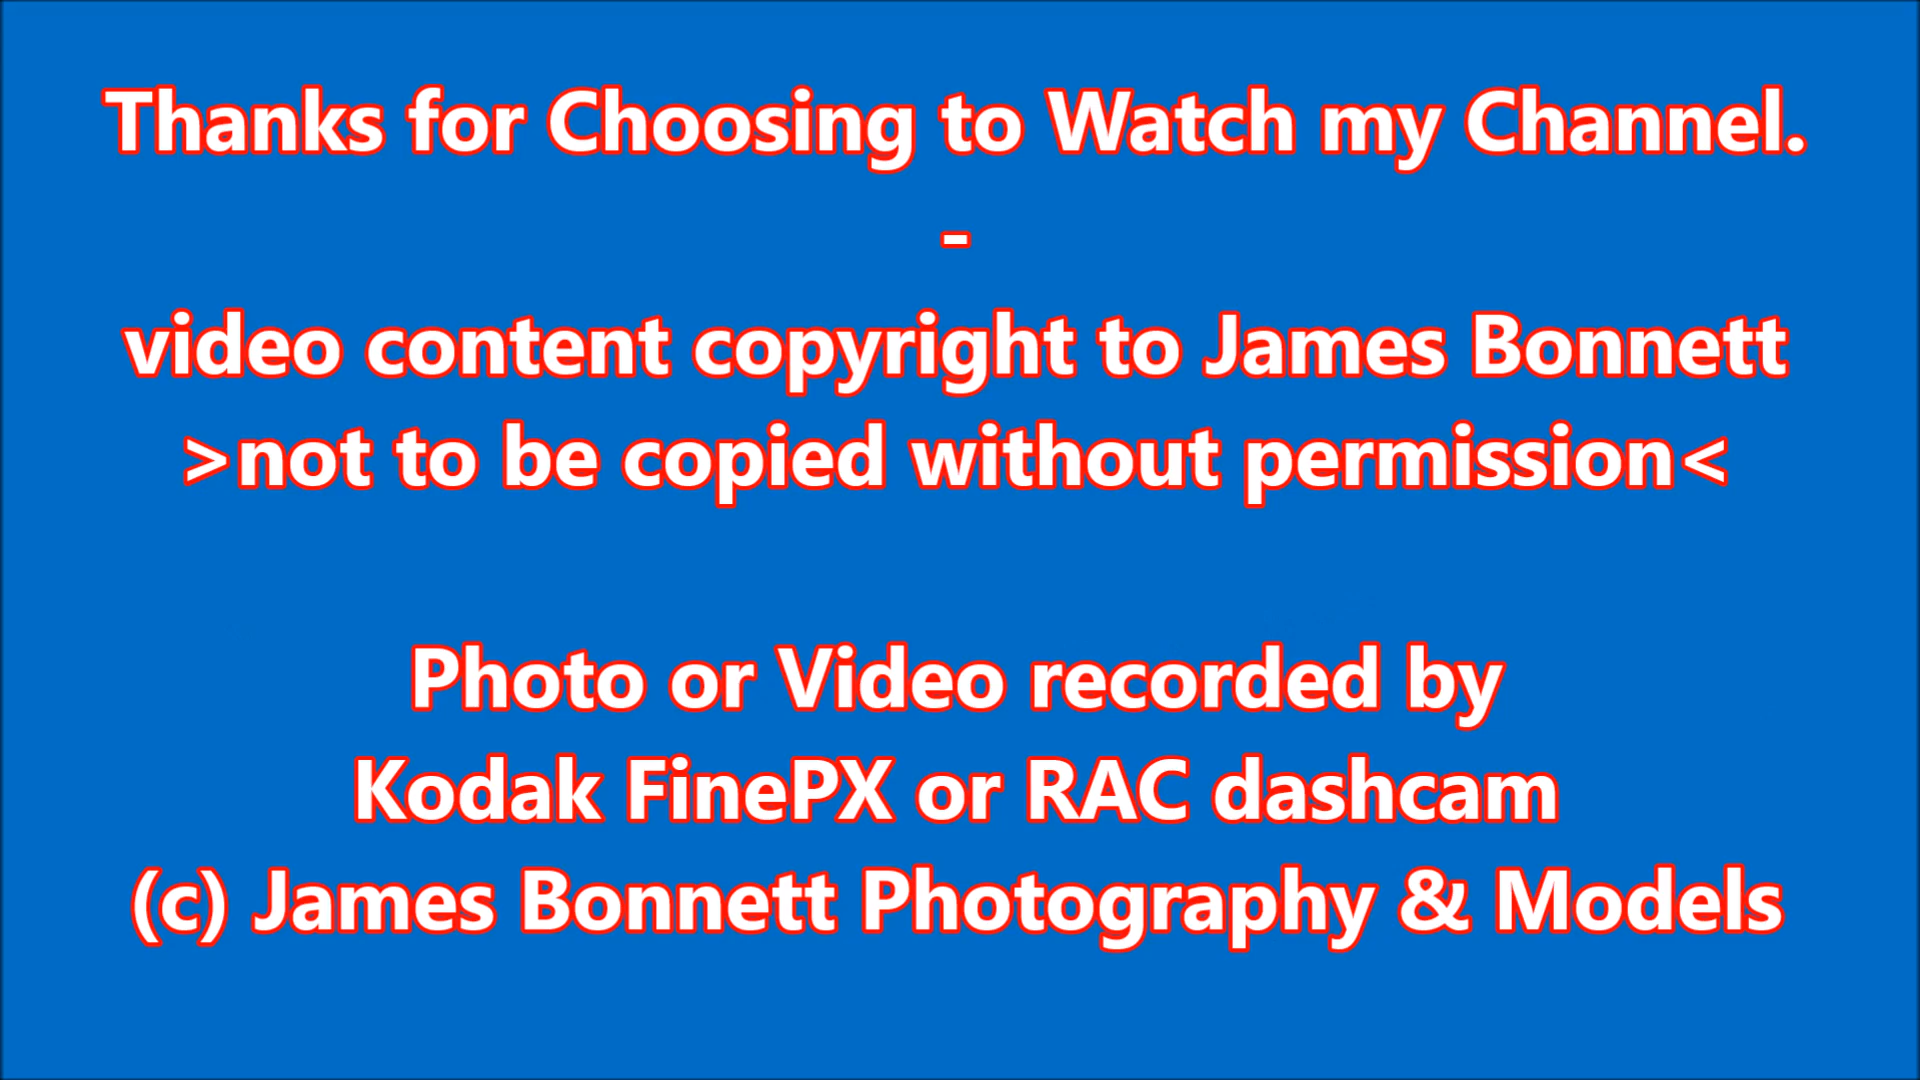 Thanks for Choosing to Watch my Channel.
-
video content copyright to James Bonnett
>not to be copied without permission<
Photo or Video recorded by
Kodak FinePX or RAC dashcam
(c) James Bonnett Photography & Models